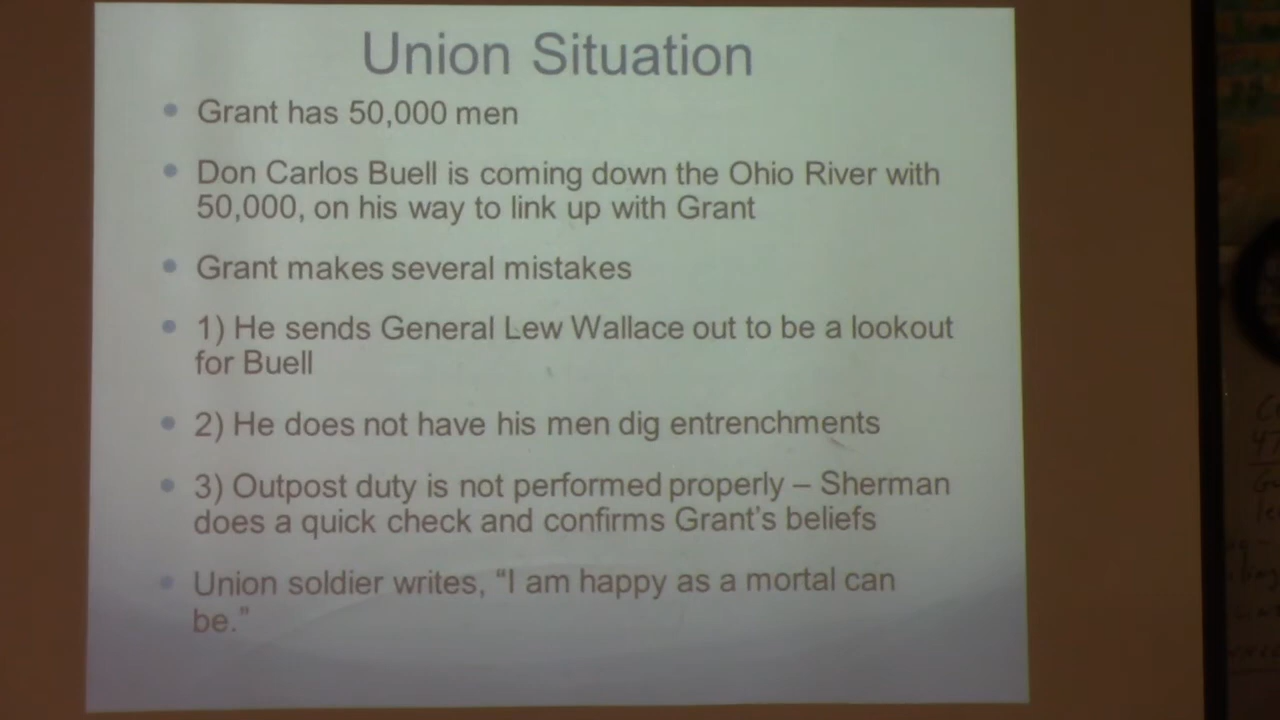 Union Situation
Grant has 50,000 men
Don Carlos Buell is coming down the Ohio River with
50,000, on his way to link up with Grant
Grant makes several mistakes
1) He sends General Lew Wallace out to be a lookout
for Buell
2) He does not have his men dig entrenchments
3) Outpost duty is not performed properly – Sherman
does a quick check and confirms Grant's beliefs
Union soldier writes, “I am happy as a mortal can
be.”